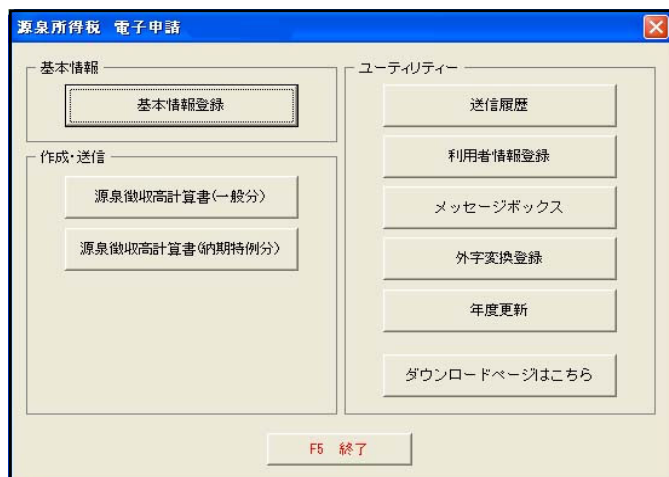 源泉所得税 電子申請
基本情報
基本情報登録
作成・送信
源泉徴収高計算書(一般分)
源泉徴収高計算書(納期特例分)
ユーティリティー
送信履歴
利用者情報登録
メッセージボックス
外字変換登録
年度更新
ダウンロードページはこちら
F5 終了